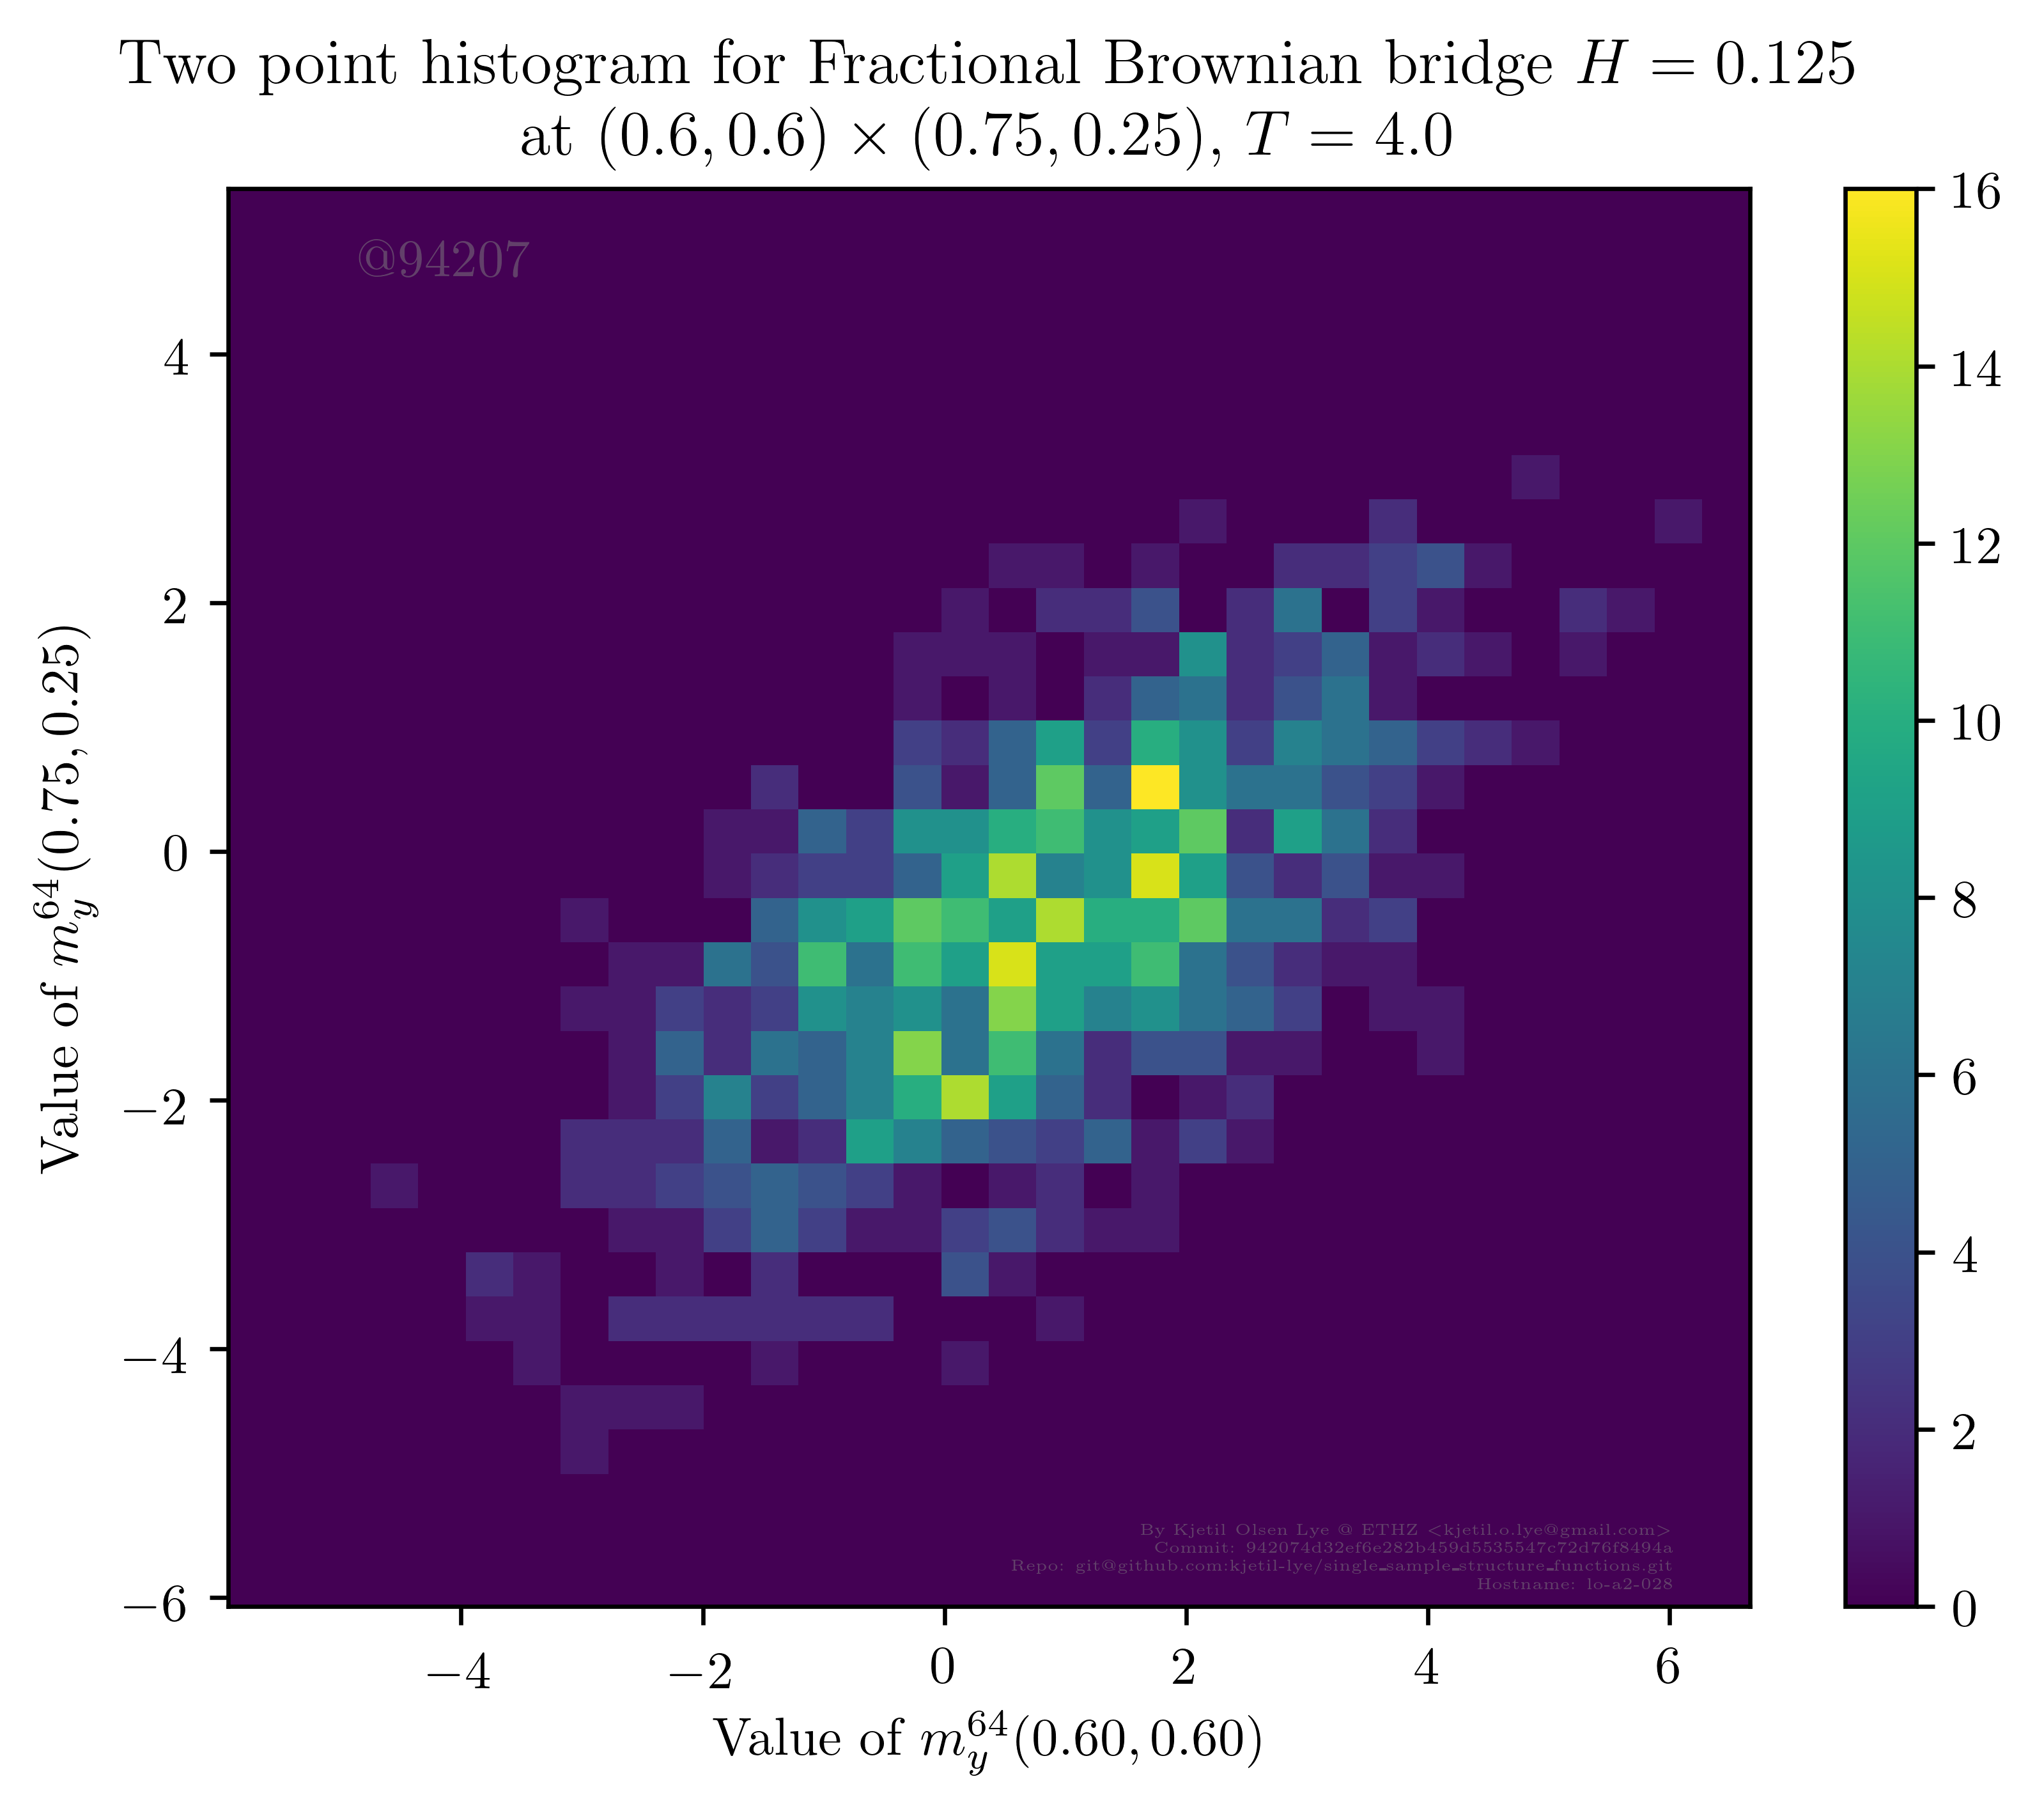 Two point histogram for Fractional Brownian bridge H = 0.125
at (0.6, 0.6) × (0.75, 0.25), T = 4.0
@94207
16
14
12
10
8
6
4
2
0
4
2
0
−2
−4
−6
Value of m_y^64(0.75, 0.25)
−4
−2
0
2
4
6
Value of m_y^64(0.60, 0.60)
By Kjetil Olsen Lye @ ETHZ <kjetil.o.lye@gmail.com>
Commit: 942074d32ef6e282b459d5535547c72d76f8494a
Repo: git@github.com:kjetil-lye/single_sample_structure_functions.git
Hostname: lo-a2-028